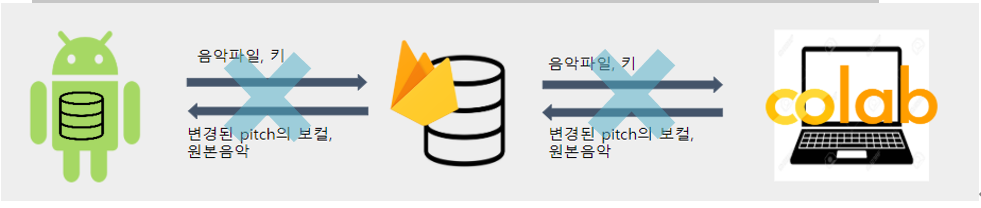 음악파일, 키
변경된 pitch의 보컬,
원본음악
음악파일, 키
변경된 pitch의 보컬,
원본음악
colab